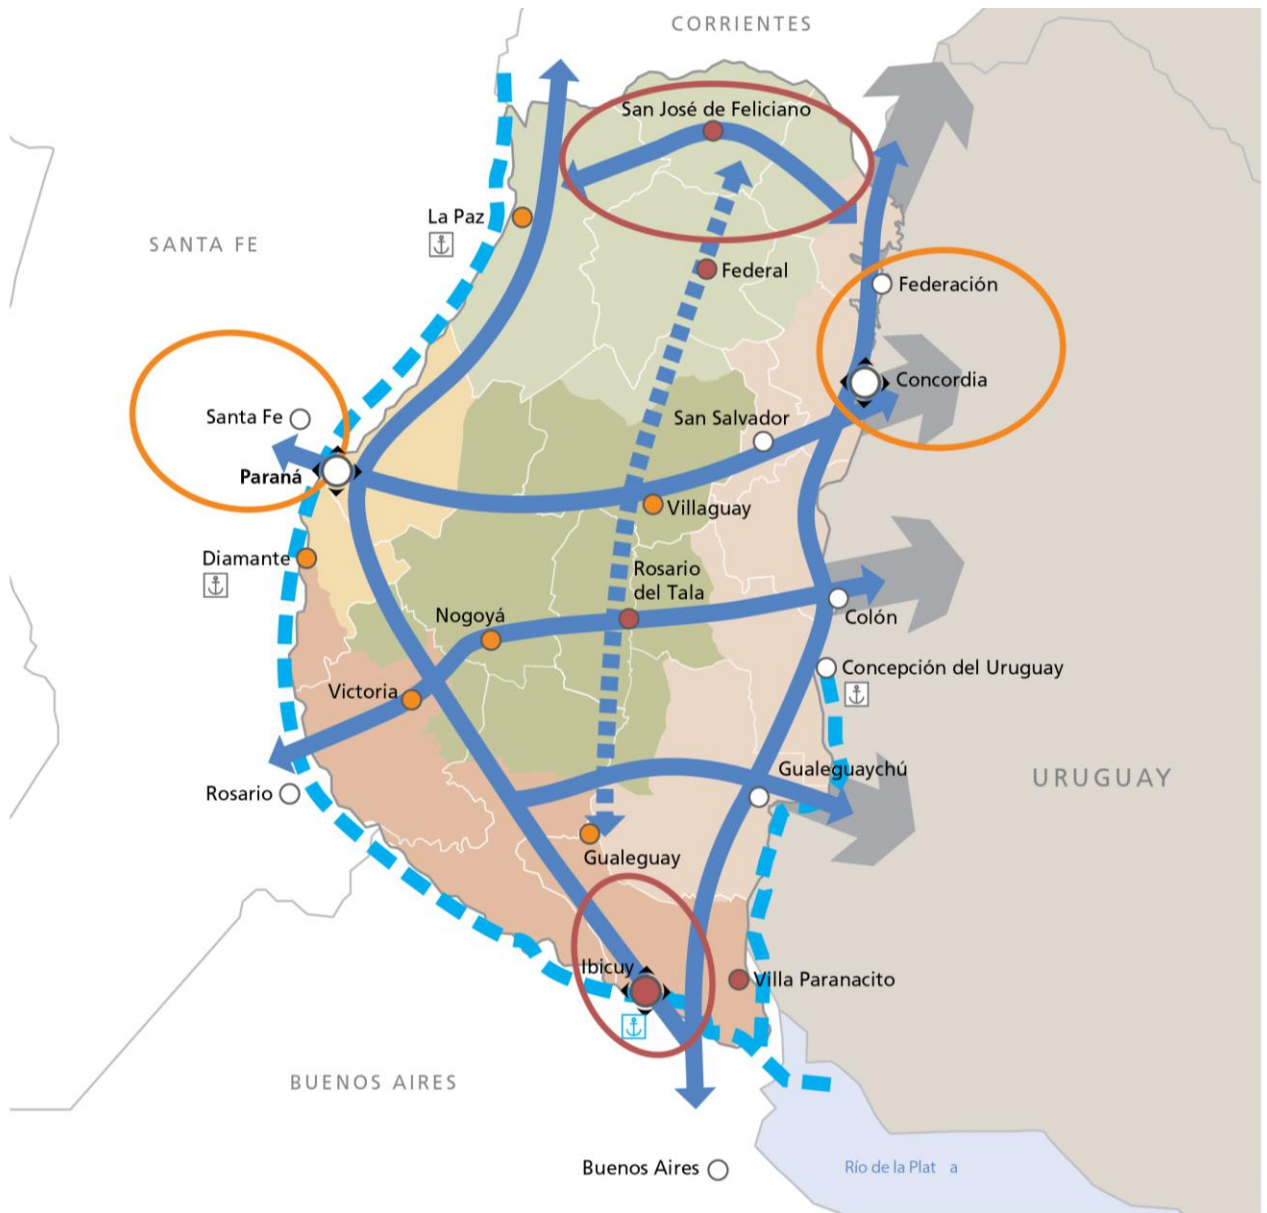 CORRIENTES
San José de Feliciano
La Paz
SANTA FE
Federal
Federación
Concordia
Santa Fe
San Salvador
Paraná
Villaguay
Diamante
Rosario
del Tala
Nogoyá
Colón
Concepción del Uruguay
Victoria
Gualeguaychú
URUGUAY
Rosario
Gualeguay
Ibicuy
Villa Paranacito
BUENOS AIRES
Buenos Aires
Río de la Plat a